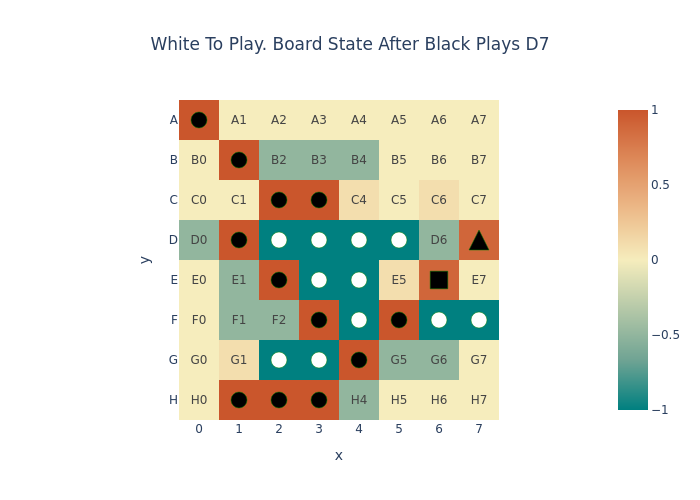 White To Play. Board State After Black Plays D7
A A1 A2 A3 A4 A5 A6 A7
B B0 B2 B3 B4 B5 B6 B7
C C0 C1 C4 C5 C6 C7
D D0 D6
E E0 E1 E5 E7
F F0 F1 F2
G G0 G1 G5 G6 G7
H H0 H4 H5 H6 H7
0 1 2 3 4 5 6 7
x
y
1
0.5
0
−0.5
−1